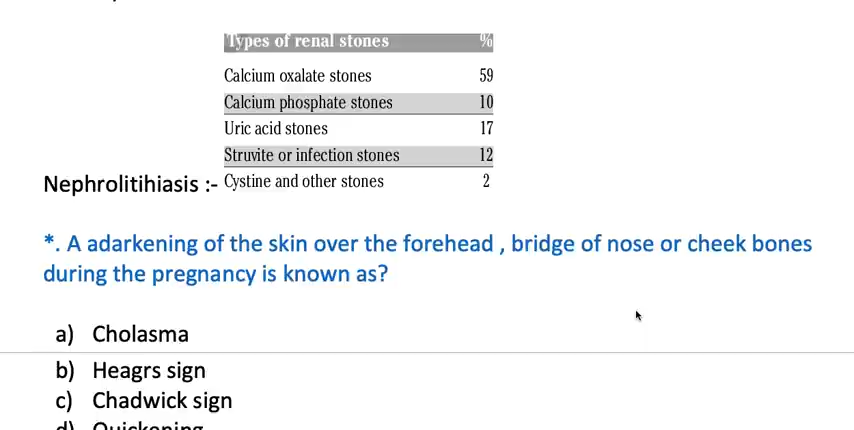 Types of renal stones %
Calcium oxalate stones 59
Calcium phosphate stones 10
Uric acid stones 17
Struvite or infection stones 12
Nephrolitihiasis :- Cystine and other stones 2
*. A adarkening of the skin over the forehead , bridge of nose or cheek bones
during the pregnancy is known as?
a) Cholasma
b) Heagrs sign
c) Chadwick sign
d) Quickening